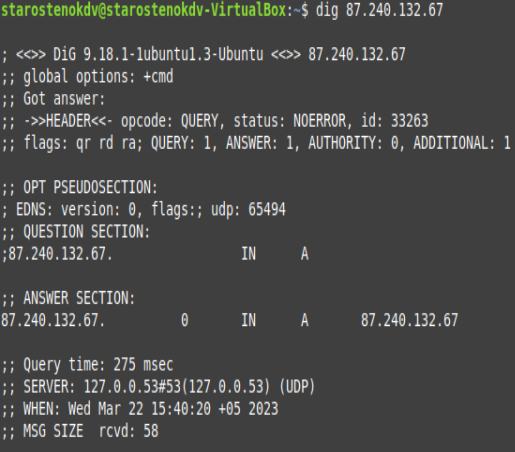 starostenokdv@starostenokdv-VirtualBox:~$ dig 87.240.132.67
; <<>> DiG 9.18.1-1ubuntu1.3-Ubuntu <<>> 87.240.132.67
;; global options: +cmd
;; Got answer:
;; ->>HEADER<<- opcode: QUERY, status: NOERROR, id: 33263
;; flags: qr rd ra; QUERY: 1, ANSWER: 1, AUTHORITY: 0, ADDITIONAL: 1
;; OPT PSEUDOSECTION:
; EDNS: version: 0, flags:; udp: 65494
;; QUESTION SECTION:
;87.240.132.67. IN A
;; ANSWER SECTION:
87.240.132.67. 0 IN A 87.240.132.67
;; Query time: 275 msec
;; SERVER: 127.0.0.53#53(127.0.0.53) (UDP)
;; WHEN: Wed Mar 22 15:40:20 +05 2023
;; MSG SIZE rcvd: 58